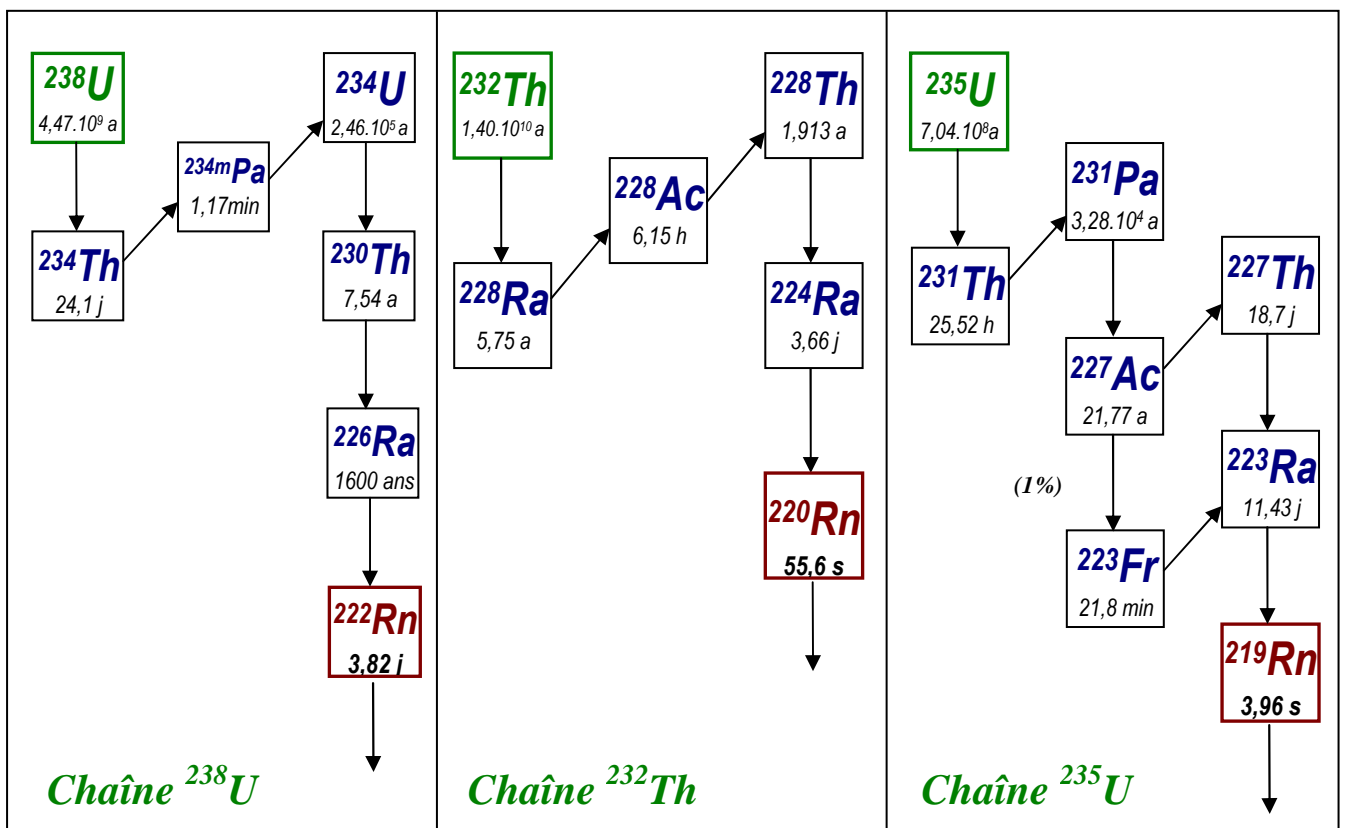 ²³⁸U
4,47.10⁹ a
²³⁴Th
24,1 j
²³⁴ᵐPa
1,17min
²³⁴U
2,46.10⁵ a
²³⁰Th
7,54 a
²²⁶Ra
1600 ans
²²²Rn
3,82 j
Chaîne ²³⁸U
²³²Th
1,40.10¹⁰ a
²²⁸Ra
5,75 a
²²⁸Ac
6,15 h
²²⁸Th
1,913 a
²²⁴Ra
3,66 j
²²⁰Rn
55,6 s
Chaîne ²³²Th
²³⁵U
7,04.10⁸a
²³¹Th
25,52 h
²³¹Pa
3,28.10⁴ a
²²⁷Ac
21,77 a
(1%)
²²³Fr
21,8 min
²²⁷Th
18,7 j
²²³Ra
11,43 j
²¹⁹Rn
3,96 s
Chaîne ²³⁵U